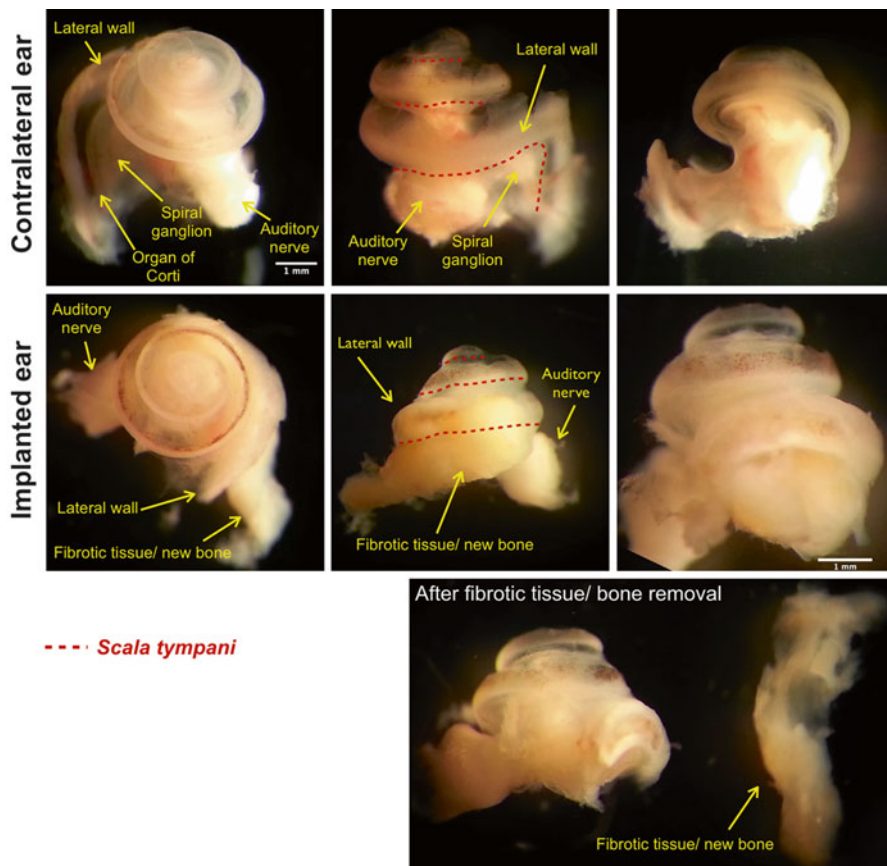 Contralateral ear
Lateral wall
Spiral
ganglion
Organ of
Corti
Auditory
nerve
1 mm
Lateral wall
Auditory
nerve
Spiral
ganglion
Implanted ear
Auditory
nerve
Lateral wall
Fibrotic tissue/ new bone
Lateral wall
Auditory
nerve
Fibrotic tissue/ new bone
1 mm
After fibrotic tissue/ bone removal
Scala tympani
Fibrotic tissue/ new bone